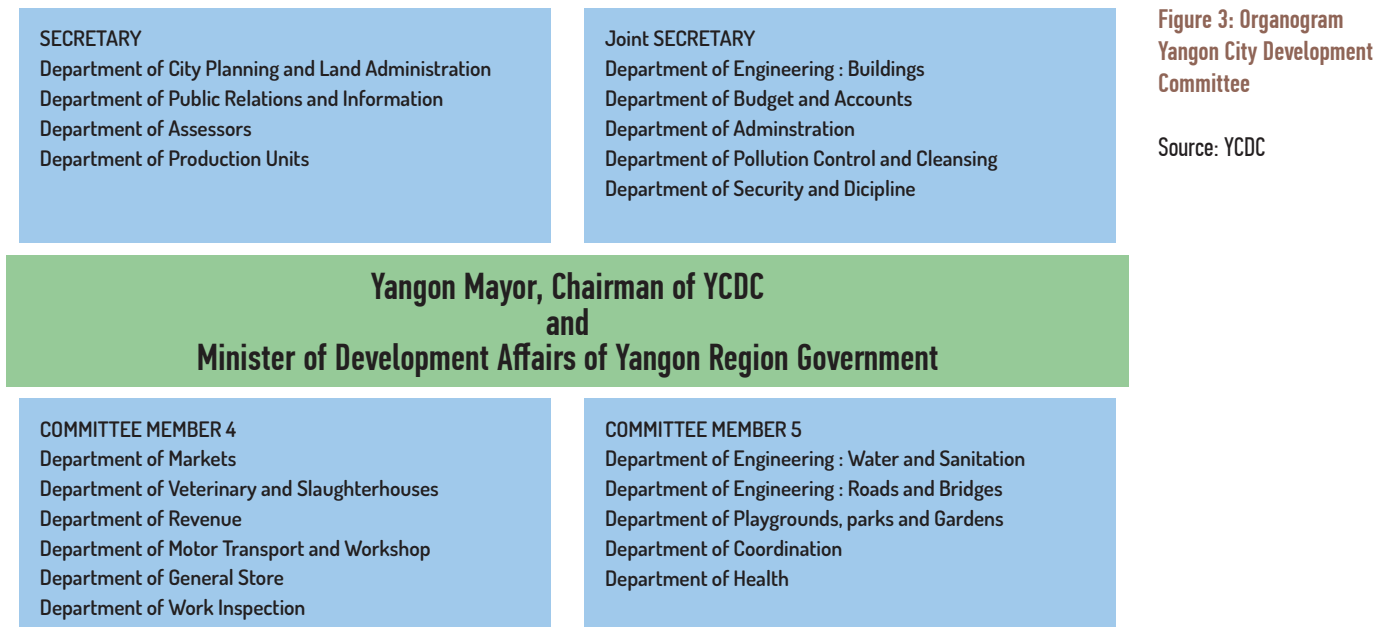 SECRETARY
Department of City Planning and Land Administration
Department of Public Relations and Information
Department of Assessors
Department of Production Units
Joint SECRETARY
Department of Engineering : Buildings
Department of Budget and Accounts
Department of Adminstration
Department of Pollution Control and Cleansing
Department of Security and Dicipline
Yangon Mayor, Chairman of YCDC
and
Minister of Development Affairs of Yangon Region Government
COMMITTEE MEMBER 4
Department of Markets
Department of Veterinary and Slaughterhouses
Department of Revenue
Department of Motor Transport and Workshop
Department of General Store
Department of Work Inspection
COMMITTEE MEMBER 5
Department of Engineering : Water and Sanitation
Department of Engineering : Roads and Bridges
Department of Playgrounds, parks and Gardens
Department of Coordination
Department of Health
Figure 3: Organogram
Yangon City Development
Committee
Source: YCDC